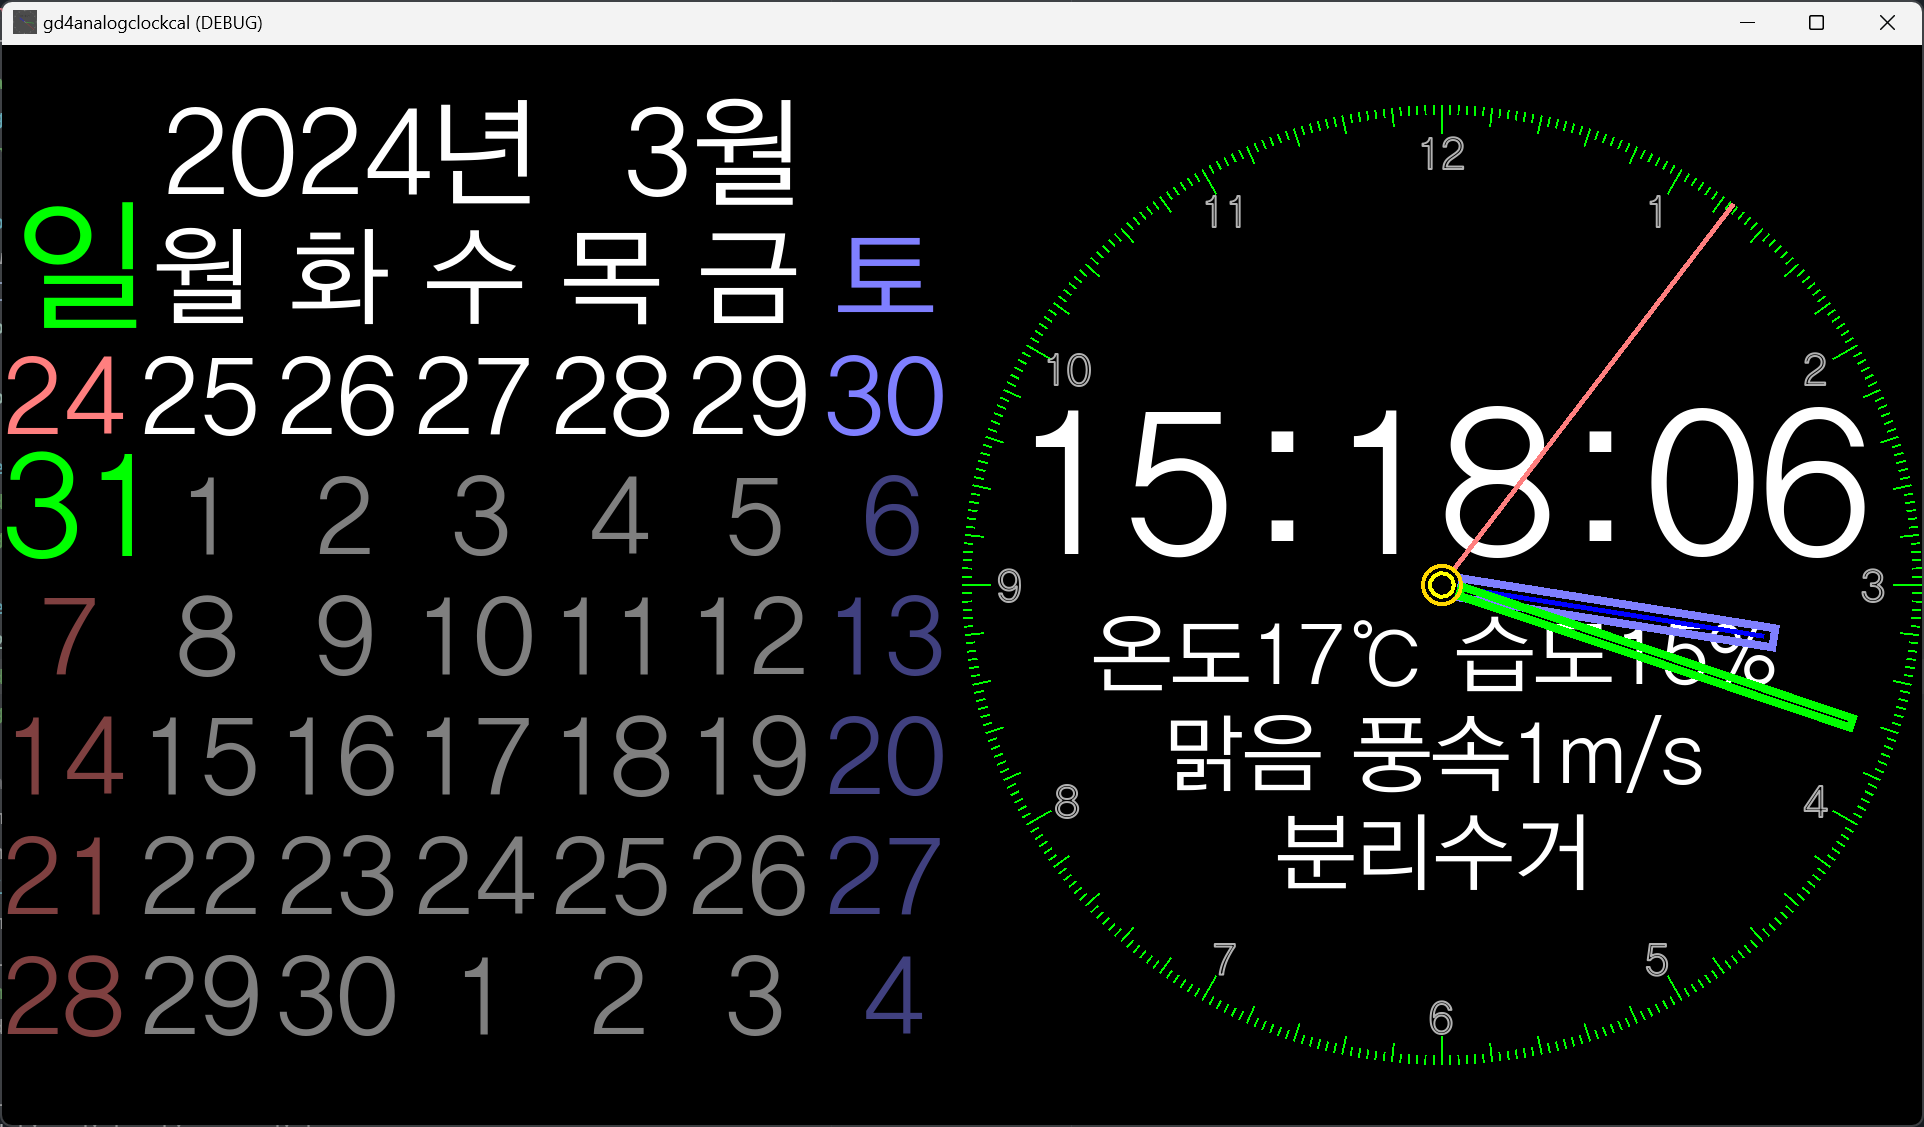 gd4analogclockcal (DEBUG)
2024년 3월
일 월 화 수 목 금 토
24 25 26 27 28 29 30
31 1 2 3 4 5 6
7 8 9 10 11 12 13
14 15 16 17 18 19 20
21 22 23 24 25 26 27
28 29 30 1 2 3 4
12
11 1
10 2
15:18:06
9 3
온도17℃ 습도15%
맑음 풍속1m/s
8 4
분리수거
7 5
6